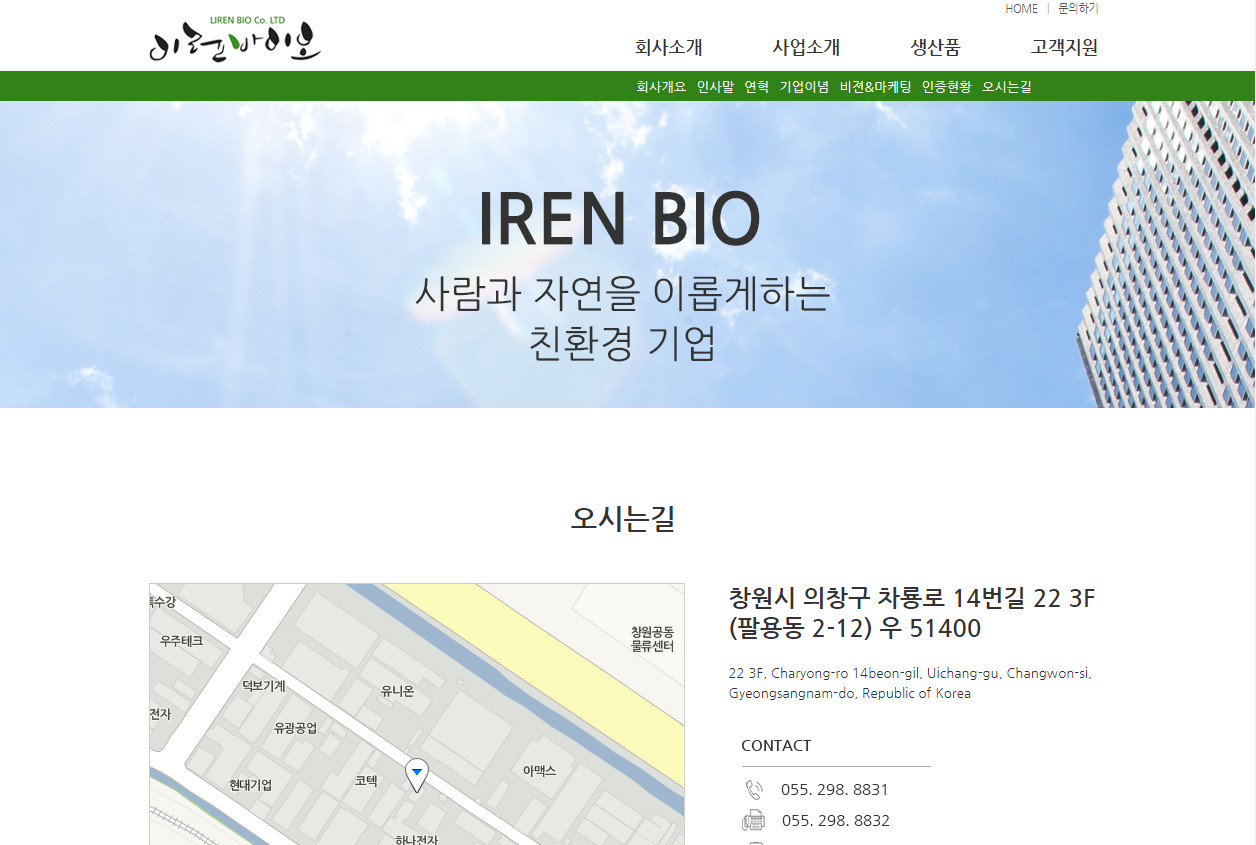 HOME | 문의하기
LIREN BIO Co. LTD
이렌바이오
회사소개 사업소개 생산품 고객지원
회사개요 인사말 연혁 기업이념 비젼&마케팅 인증현황 오시는길
IREN BIO
사람과 자연을 이롭게하는
친환경 기업
오시는길
특수강
우주테크
창원공동
물류센터
덕보기계
유니온
전자
유광공업
현대기업
코텍
아맥스
하나전자
창원시 의창구 차룡로 14번길 22 3F
(팔용동 2-12) 우 51400
22 3F, Charyong-ro 14beon-gil, Uichang-gu, Changwon-si,
Gyeongsangnam-do, Republic of Korea
CONTACT
055. 298. 8831
055. 298. 8832